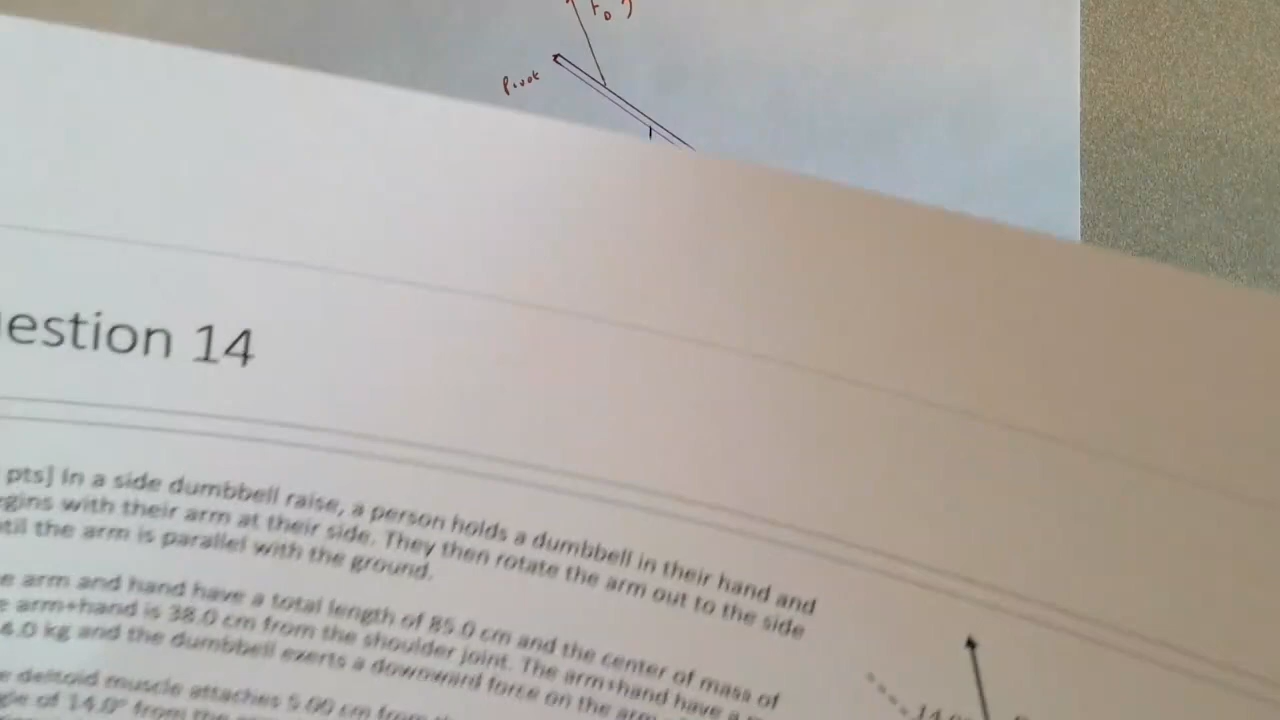 F_D
Pivot
estion 14
pts] In a side dumbbell raise, a person holds a dumbbell in their hand and
gins with their arm at their side. They then rotate the arm out to the side
til the arm is parallel with the ground.
e arm and hand have a total length of 85.0 cm and the center of mass of
e arm+hand is 38.0 cm from the shoulder joint. The arm+hand have a
4.0 kg and the dumbbell exerts a downward force on the arm
e deltoid muscle attaches 5.00 cm from
gle of 14.0° from the
14.0